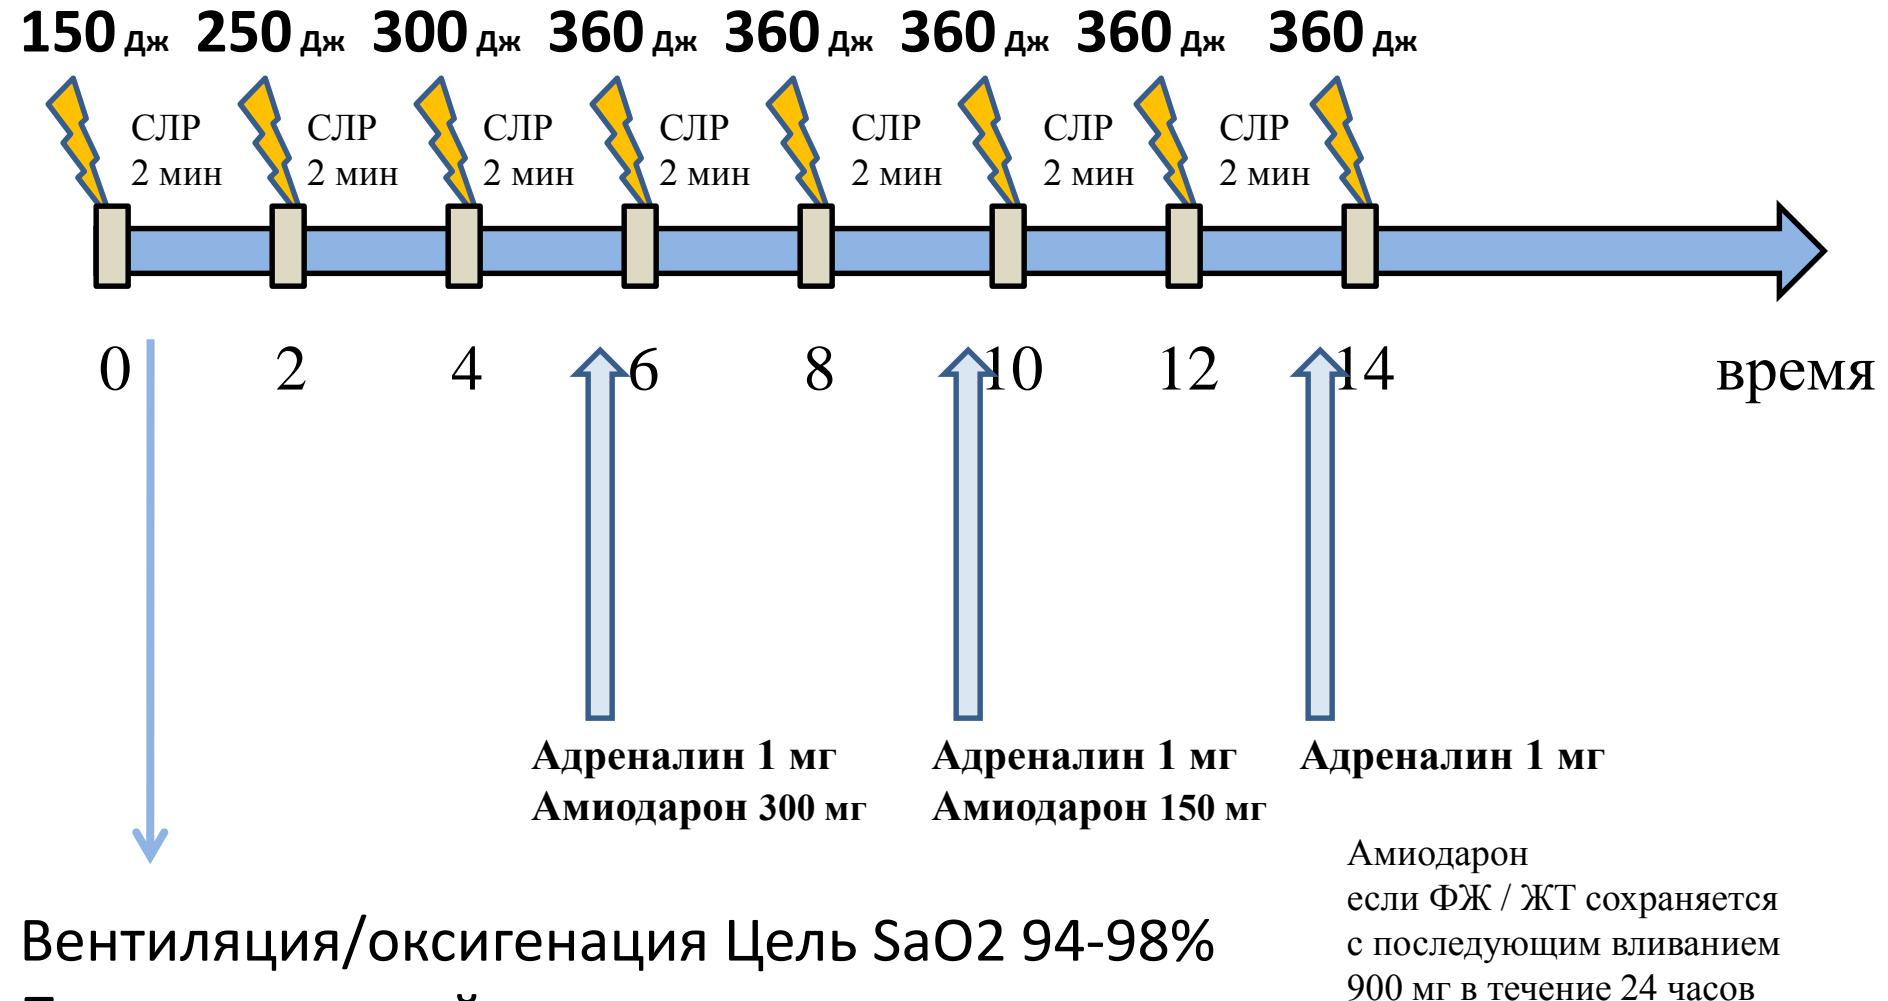 150 Дж 250 Дж 300 Дж 360 Дж 360 Дж 360 Дж 360 Дж 360 Дж
СЛР СЛР СЛР СЛР СЛР СЛР СЛР
2 мин 2 мин 2 мин 2 мин 2 мин 2 мин 2 мин
0 2 4 6 8 10 12 14 время
Адреналин 1 мг Адреналин 1 мг Адреналин 1 мг
Амиодарон 300 мг Амиодарон 150 мг
Амиодарон
если ФЖ / ЖТ сохраняется
с последующим вливанием
900 мг в течение 24 часов
Вентиляция/оксигенация Цель SaO2 94-98%